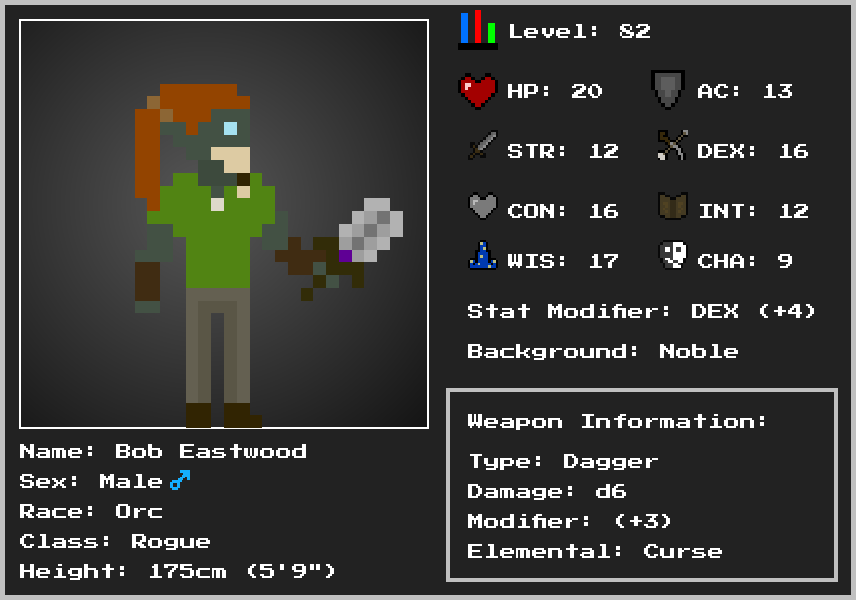 Level: 82
HP: 20
AC: 13
STR: 12
DEX: 16
CON: 16
INT: 12
WIS: 17
CHA: 9
Stat Modifier: DEX (+4)
Background: Noble
Weapon Information:
Type: Dagger
Damage: d6
Modifier: (+3)
Elemental: Curse
Name: Bob Eastwood
Sex: Male ♂
Race: Orc
Class: Rogue
Height: 175cm (5'9")